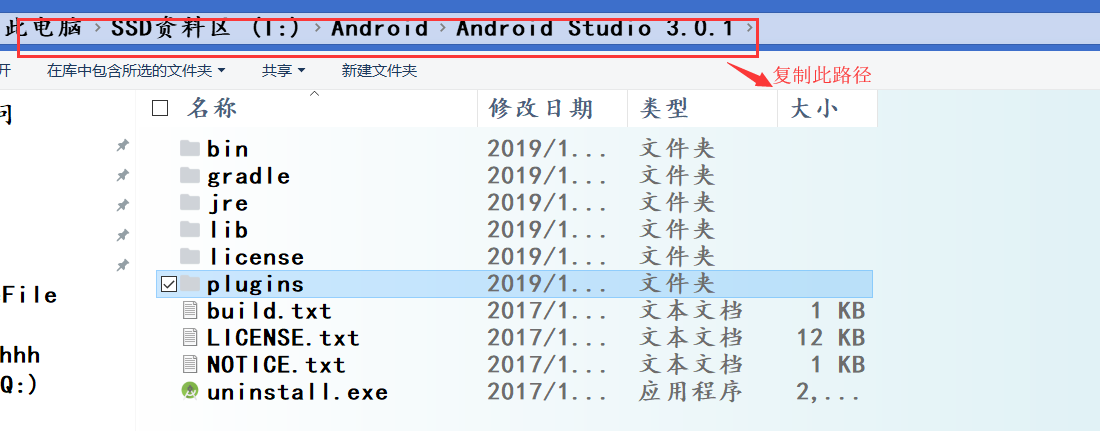 此电脑 > SSD资料区 (I:) > Android > Android Studio 3.0.1 >
在库中包含所选的文件夹 共享 新建文件夹
复制此路径
名称 修改日期 类型 大小
bin 2019/1... 文件夹
gradle 2019/1... 文件夹
jre 2019/1... 文件夹
lib 2019/1... 文件夹
license 2019/1... 文件夹
plugins 2019/1... 文件夹
File
build.txt 2017/1... 文本文档 1 KB
LICENSE.txt 2017/1... 文本文档 12 KB
hhh
NOTICE.txt 2017/1... 文本文档 1 KB
Q:)
uninstall.exe 2017/1... 应用程序 2,...